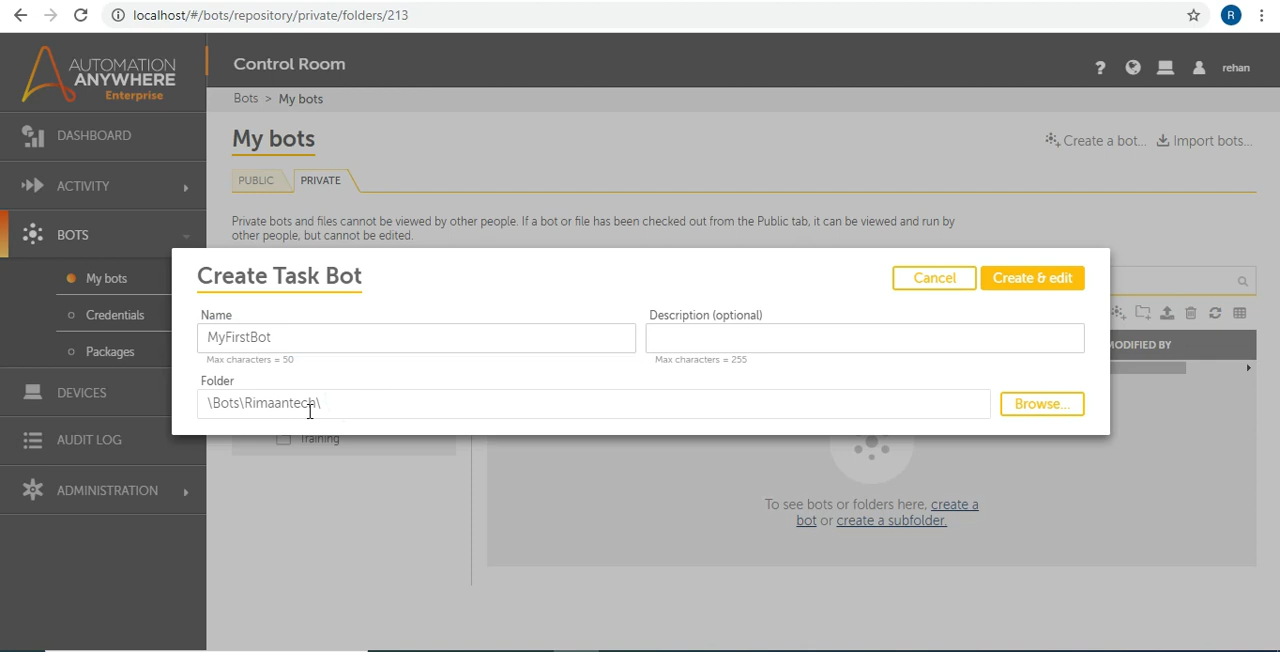 localhost/#/bots/repository/private/folders/213
R
AUTOMATION
ANYWHERE
Enterprise
Control Room
? rehan
Bots > My bots
DASHBOARD
My bots
Create a bot... Import bots...
PUBLIC PRIVATE
ACTIVITY
Private bots and files cannot be viewed by other people. If a bot or file has been checked out from the Public tab, it can be viewed and run by
other people, but cannot be edited.
BOTS
My bots
Credentials
Packages
DEVICES
AUDIT LOG
ADMINISTRATION
Create Task Bot
Cancel Create & edit
Name Description (optional)
MyFirstBot
Max characters = 50 Max characters = 255
Folder
\Bots\Rimaantech\
Browse...
MODIFIED BY
Training
To see bots or folders here, create a
bot or create a subfolder.